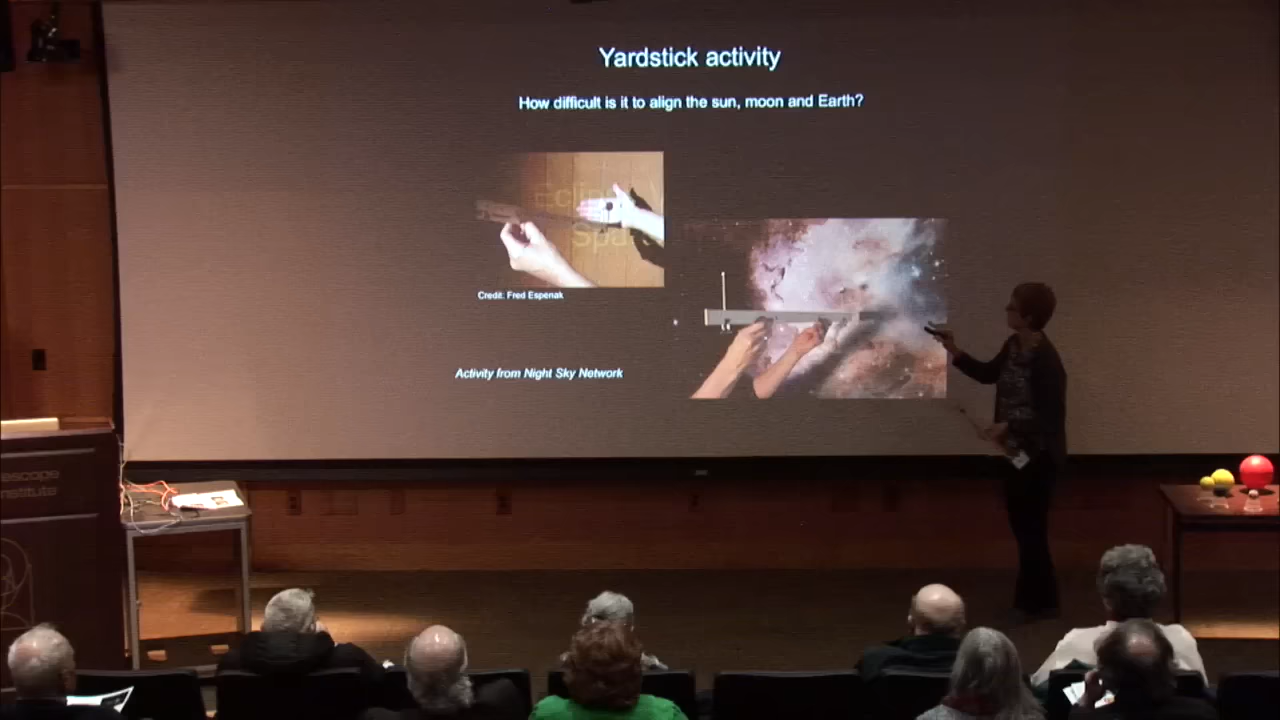 Yardstick activity
How difficult is it to align the sun, moon and Earth?
Credit: Fred Espenak
Activity from Night Sky Network